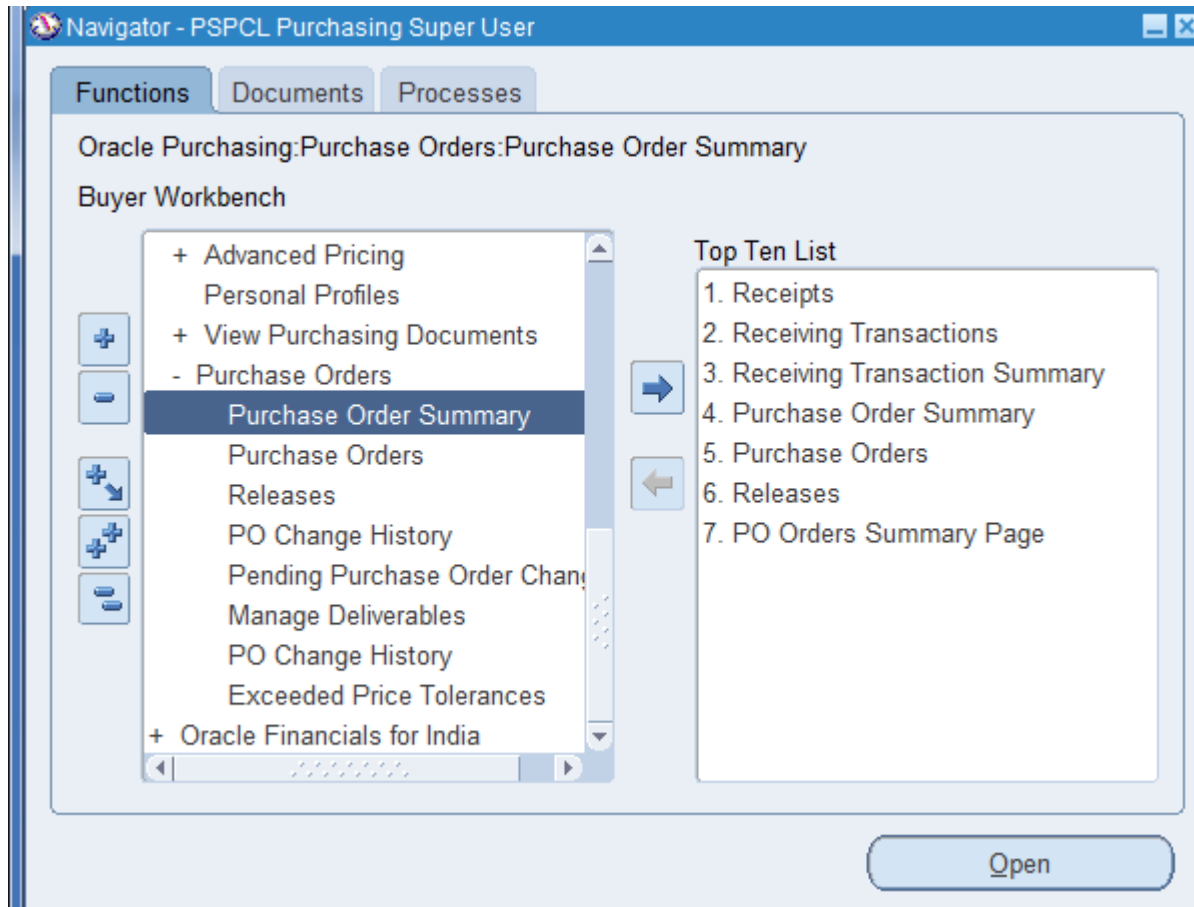 Navigator - PSPCL Purchasing Super User
Functions Documents Processes
Oracle Purchasing:Purchase Orders:Purchase Order Summary
Buyer Workbench
+ Advanced Pricing
Personal Profiles
+ View Purchasing Documents
- Purchase Orders
Purchase Order Summary
Purchase Orders
Releases
PO Change History
Pending Purchase Order Chang
Manage Deliverables
PO Change History
Exceeded Price Tolerances
+ Oracle Financials for India
Top Ten List
1. Receipts
2. Receiving Transactions
3. Receiving Transaction Summary
4. Purchase Order Summary
5. Purchase Orders
6. Releases
7. PO Orders Summary Page
Open